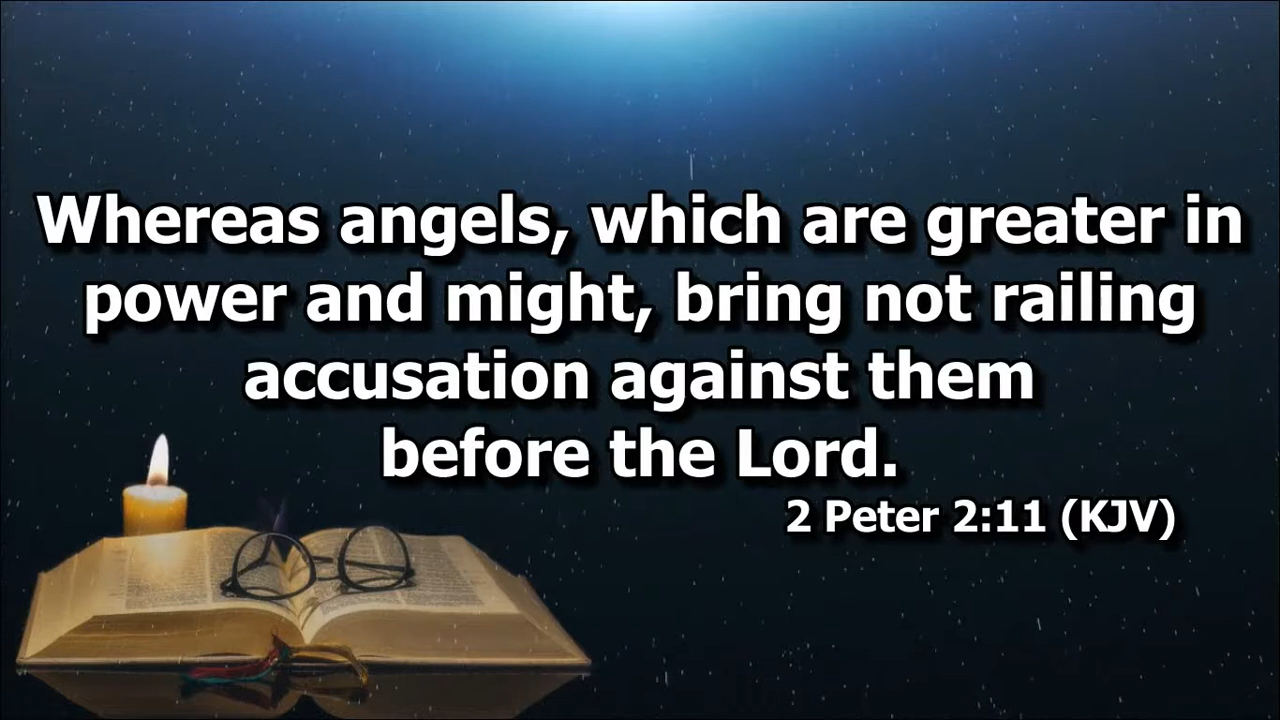 Whereas angels, which are greater in
power and might, bring not railing
accusation against them
before the Lord.
2 Peter 2:11 (KJV)